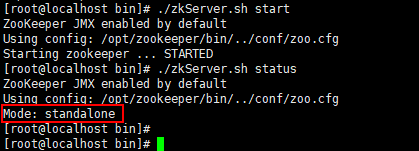 [root@localhost bin]# ./zkServer.sh start
ZooKeeper JMX enabled by default
Using config: /opt/zookeeper/bin/../conf/zoo.cfg
Starting zookeeper ... STARTED
[root@localhost bin]# ./zkServer.sh status
ZooKeeper JMX enabled by default
Using config: /opt/zookeeper/bin/../conf/zoo.cfg
Mode: standalone
[root@localhost bin]#
[root@localhost bin]#